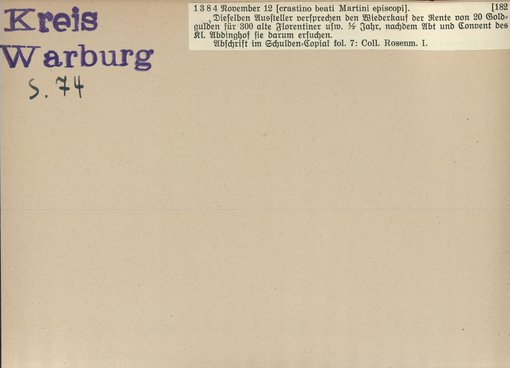 Kreis
Warburg
S. 74
1384 November 12 [crastino beati Martini episcopi]. [182
Dieselben Aussteller versprechen den Wiederkauf der Rente von 20 Gold-
gulden für 300 alte Florentiner usw. ½ Jahr, nachdem Abt und Convent des
Kl. Abdinghof sie darum ersuchen.
Abschrift im Schulden-Copial fol. 7: Coll. Rosenm. I.